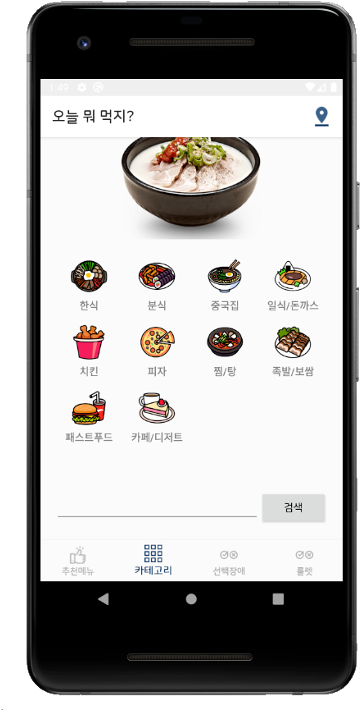 1:49
오늘 뭐 먹지?
한식 분식 중국집 일식/돈까스
치킨 피자 찜/탕 족발/보쌈
패스트푸드 카페/디저트
검색
추천메뉴 카테고리 선택장애 룰렛